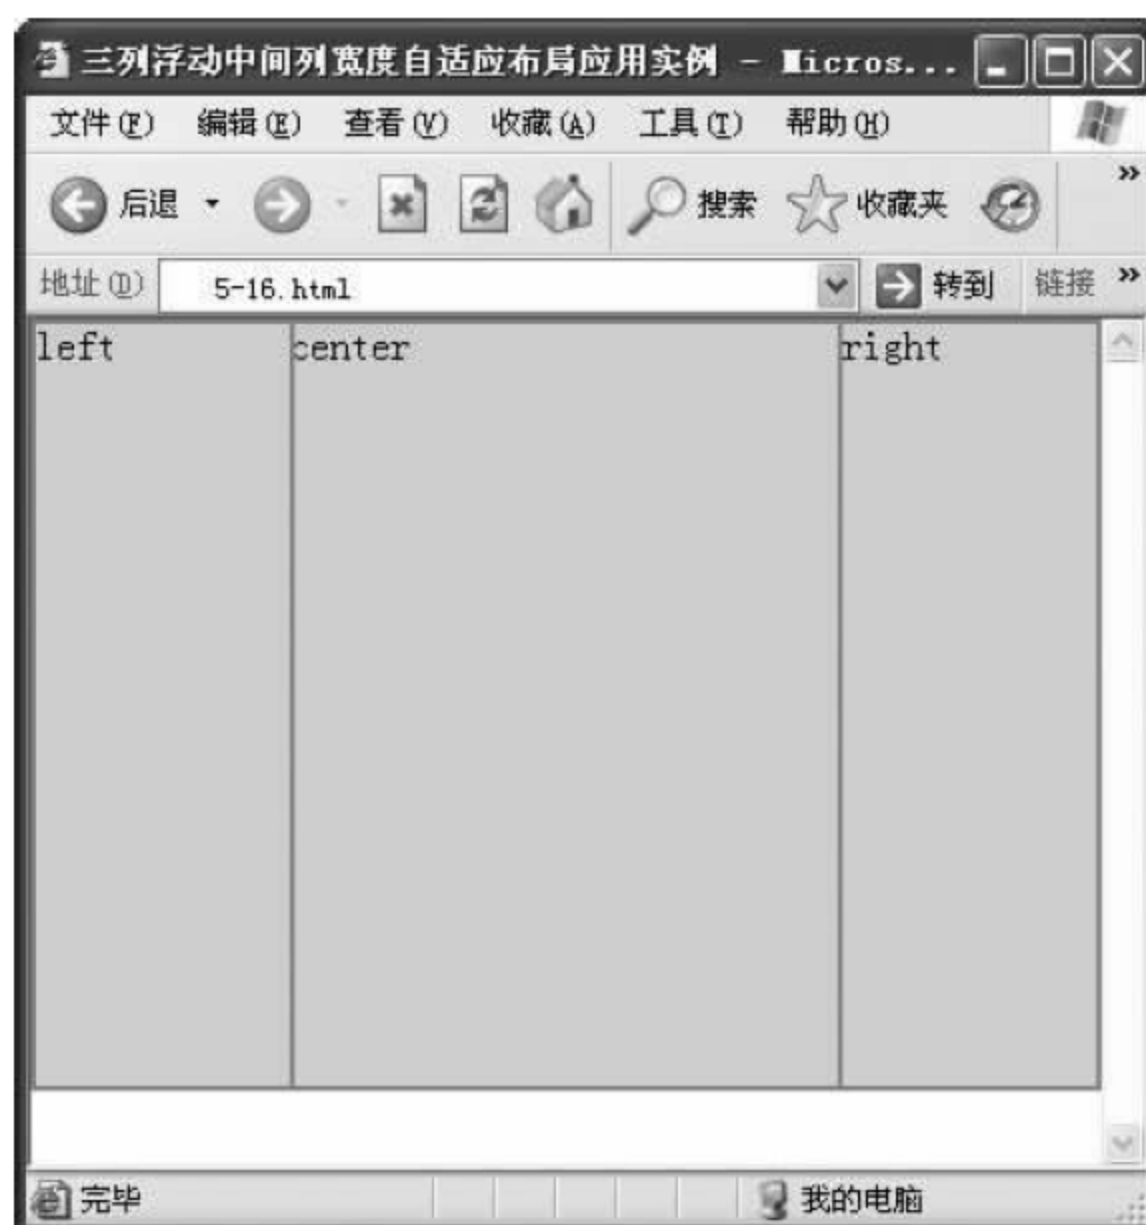 三列浮动中间列宽度自适应布局应用实例 - Micros...
文件(F) 编辑(E) 查看(V) 收藏(A) 工具(T) 帮助(H)
后退 搜索 收藏夹 »
地址(D) 5-16.html 转到 链接 »
left center right
完毕 我的电脑